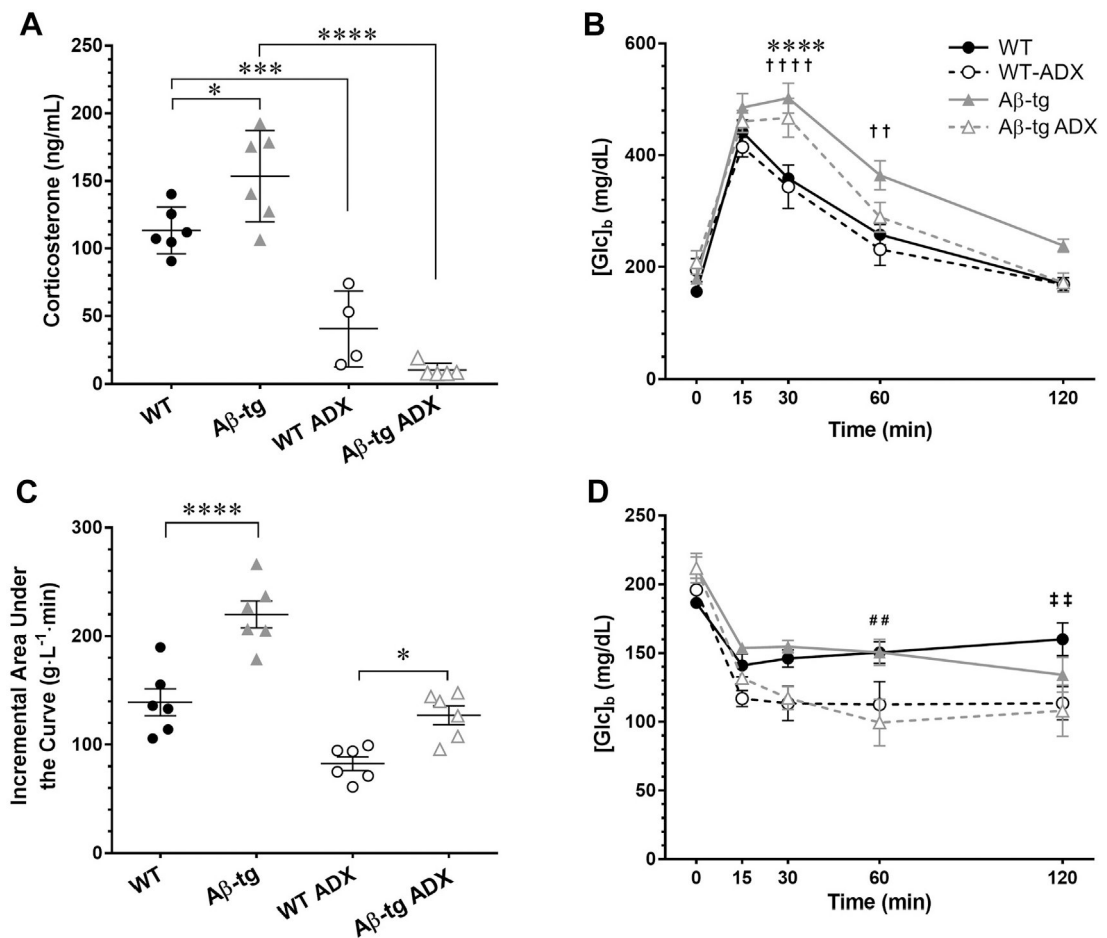 A
Corticosterone (ng/mL)
250
200
150
100
50
0
****
***
*
WT
Aβ-tg
WT ADX
Aβ-tg ADX
B
[Glc]b (mg/dL)
600
400
200
0
****
††††
††
WT
WT-ADX
Aβ-tg
Aβ-tg ADX
0 15 30 60 120
Time (min)
C
Incremental Area Under
the Curve (g·L-1·min)
300
200
100
0
****
*
WT
Aβ-tg
WT ADX
Aβ-tg ADX
D
[Glc]b (mg/dL)
250
200
150
100
50
0
##
‡‡
0 15 30 60 120
Time (min)